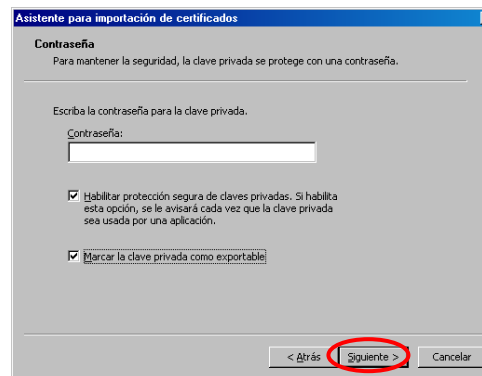 Asistente para importación de certificados
Contraseña
Para mantener la seguridad, la clave privada se protege con una contraseña.
Escriba la contraseña para la clave privada.
Contraseña:
Habilitar protección segura de claves privadas. Si habilita
esta opción, se le avisará cada vez que la clave privada
sea usada por una aplicación.
Marcar la clave privada como exportable
< Atrás Siguiente > Cancelar